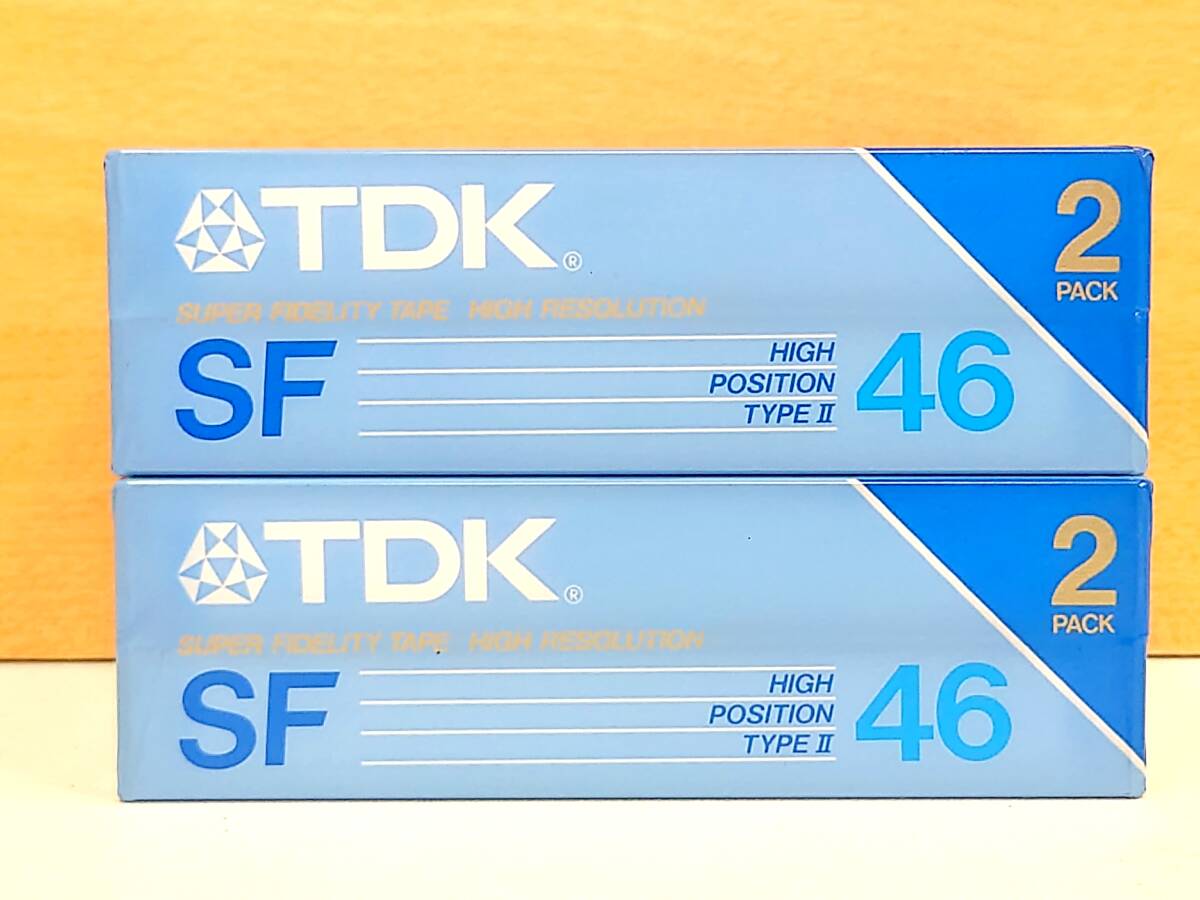 TDK®
2
PACK
SUPER FIDELITY TAPE HIGH RESOLUTION
SF
HIGH
POSITION
TYPE II
46
TDK®
2
PACK
SUPER FIDELITY TAPE HIGH RESOLUTION
SF
HIGH
POSITION
TYPE II
46